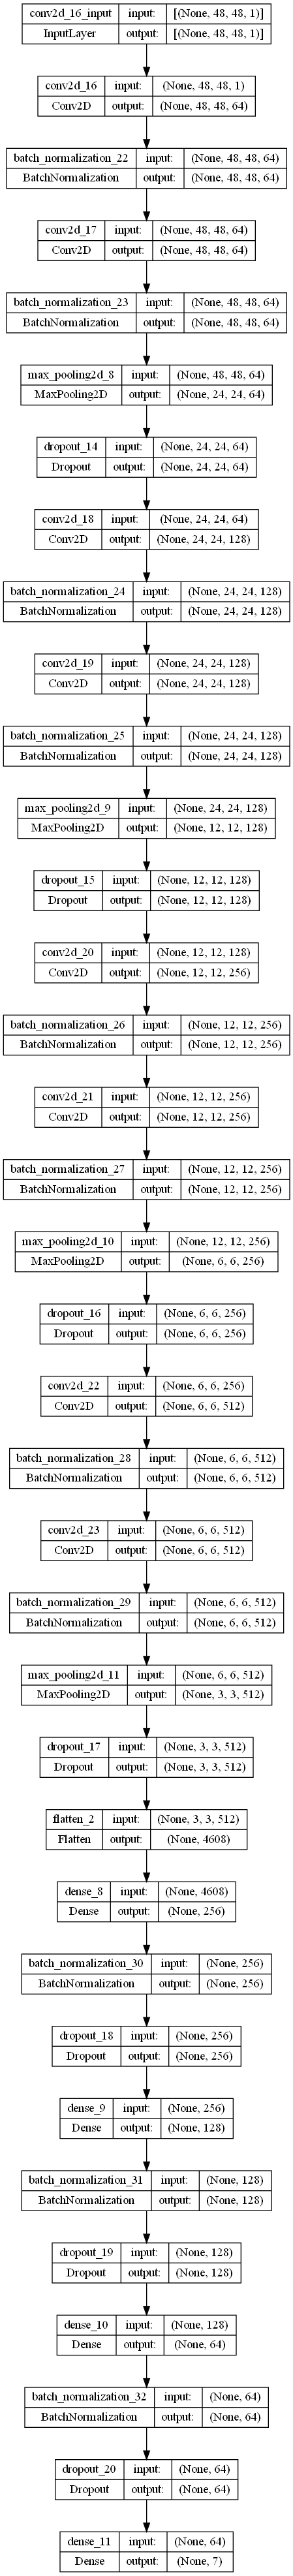 conv2d_16_input input: [(None, 48, 48, 1)]
InputLayer output: [(None, 48, 48, 1)]
conv2d_16 input: (None, 48, 48, 1)
Conv2D output: (None, 48, 48, 64)
batch_normalization_22 input: (None, 48, 48, 64)
BatchNormalization output: (None, 48, 48, 64)
conv2d_17 input: (None, 48, 48, 64)
Conv2D output: (None, 48, 48, 64)
batch_normalization_23 input: (None, 48, 48, 64)
BatchNormalization output: (None, 48, 48, 64)
max_pooling2d_8 input: (None, 48, 48, 64)
MaxPooling2D output: (None, 24, 24, 64)
dropout_14 input: (None, 24, 24, 64)
Dropout output: (None, 24, 24, 64)
conv2d_18 input: (None, 24, 24, 64)
Conv2D output: (None, 24, 24, 128)
batch_normalization_24 input: (None, 24, 24, 128)
BatchNormalization output: (None, 24, 24, 128)
conv2d_19 input: (None, 24, 24, 128)
Conv2D output: (None, 24, 24, 128)
batch_normalization_25 input: (None, 24, 24, 128)
BatchNormalization output: (None, 24, 24, 128)
max_pooling2d_9 input: (None, 24, 24, 128)
MaxPooling2D output: (None, 12, 12, 128)
dropout_15 input: (None, 12, 12, 128)
Dropout output: (None, 12, 12, 128)
conv2d_20 input: (None, 12, 12, 128)
Conv2D output: (None, 12, 12, 256)
batch_normalization_26 input: (None, 12, 12, 256)
BatchNormalization output: (None, 12, 12, 256)
conv2d_21 input: (None, 12, 12, 256)
Conv2D output: (None, 12, 12, 256)
batch_normalization_27 input: (None, 12, 12, 256)
BatchNormalization output: (None, 12, 12, 256)
max_pooling2d_10 input: (None, 12, 12, 256)
MaxPooling2D output: (None, 6, 6, 256)
dropout_16 input: (None, 6, 6, 256)
Dropout output: (None, 6, 6, 256)
conv2d_22 input: (None, 6, 6, 256)
Conv2D output: (None, 6, 6, 512)
batch_normalization_28 input: (None, 6, 6, 512)
BatchNormalization output: (None, 6, 6, 512)
conv2d_23 input: (None, 6, 6, 512)
Conv2D output: (None, 6, 6, 512)
batch_normalization_29 input: (None, 6, 6, 512)
BatchNormalization output: (None, 6, 6, 512)
max_pooling2d_11 input: (None, 6, 6, 512)
MaxPooling2D output: (None, 3, 3, 512)
dropout_17 input: (None, 3, 3, 512)
Dropout output: (None, 3, 3, 512)
flatten_2 input: (None, 3, 3, 512)
Flatten output: (None, 4608)
dense_8 input: (None, 4608)
Dense output: (None, 256)
batch_normalization_30 input: (None, 256)
BatchNormalization output: (None, 256)
dropout_18 input: (None, 256)
Dropout output: (None, 256)
dense_9 input: (None, 256)
Dense output: (None, 128)
batch_normalization_31 input: (None, 128)
BatchNormalization output: (None, 128)
dropout_19 input: (None, 128)
Dropout output: (None, 128)
dense_10 input: (None, 128)
Dense output: (None, 64)
batch_normalization_32 input: (None, 64)
BatchNormalization output: (None, 64)
dropout_20 input: (None, 64)
Dropout output: (None, 64)
dense_11 input: (None, 64)
Dense output: (None, 7)